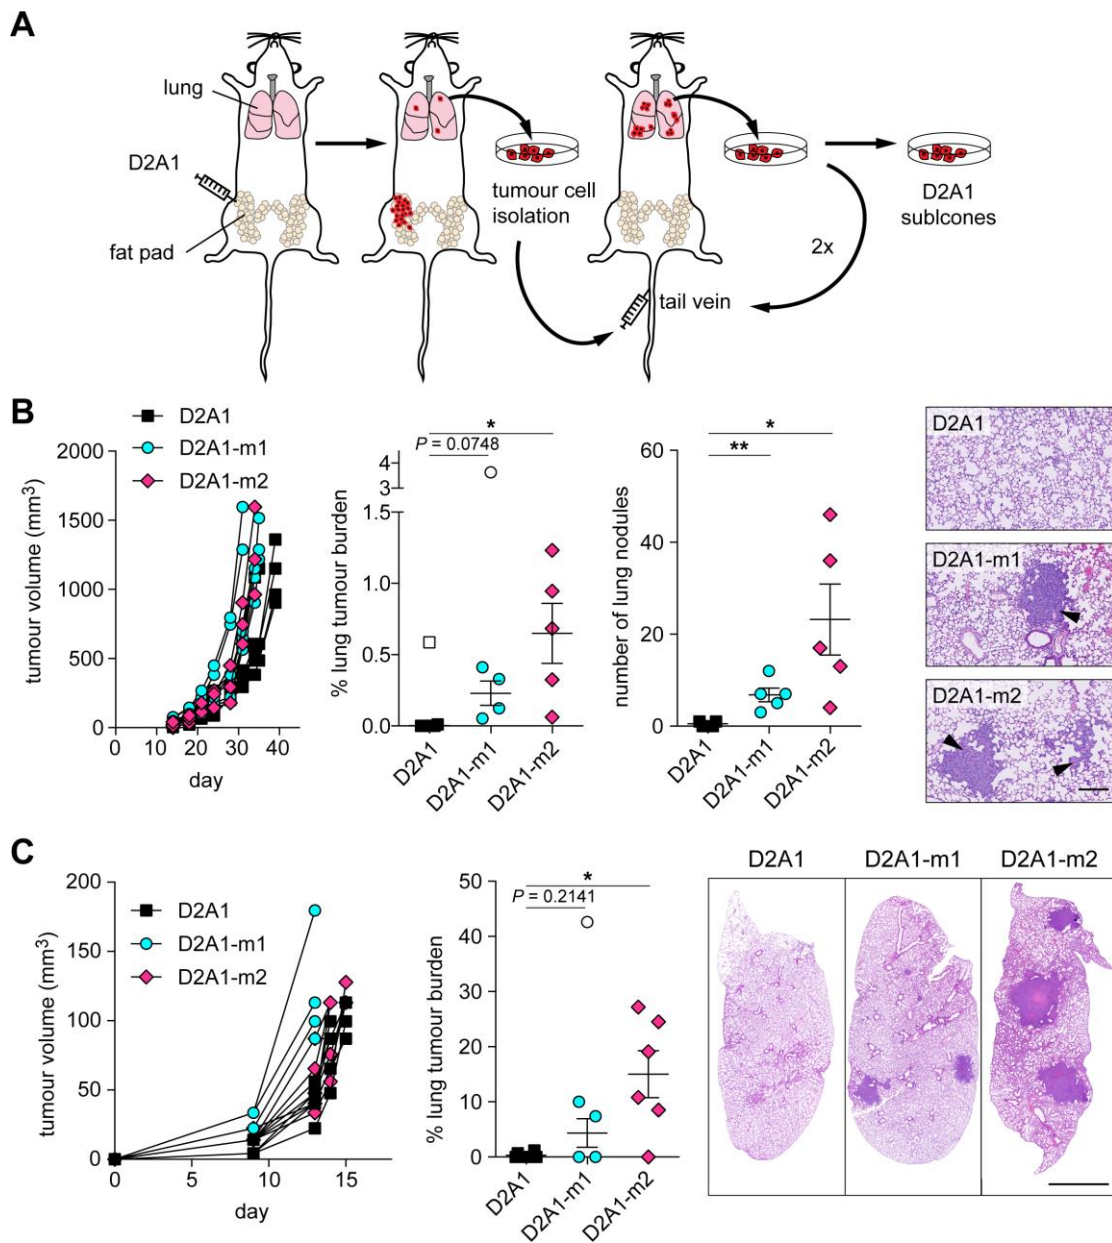 A
lung
D2A1
fat pad
tumour cell
isolation
tail vein
2x
D2A1
sublcones
B
D2A1
D2A1-m1
D2A1-m2
tumour volume (mm³)
2000
1500
1000
500
0
0 10 20 30 40
day
% lung tumour burden
4
3
1.5
1.0
0.5
0.0
*
P = 0.0748
D2A1
D2A1-m1
D2A1-m2
number of lung nodules
60
40
20
0
*
**
D2A1
D2A1-m1
D2A1-m2
D2A1
D2A1-m1
D2A1-m2
C
D2A1
D2A1-m1
D2A1-m2
tumour volume (mm³)
200
150
100
50
0
0 5 10 15
day
% lung tumour burden
50
40
30
20
10
0
*
P = 0.2141
D2A1
D2A1-m1
D2A1-m2
D2A1 D2A1-m1 D2A1-m2